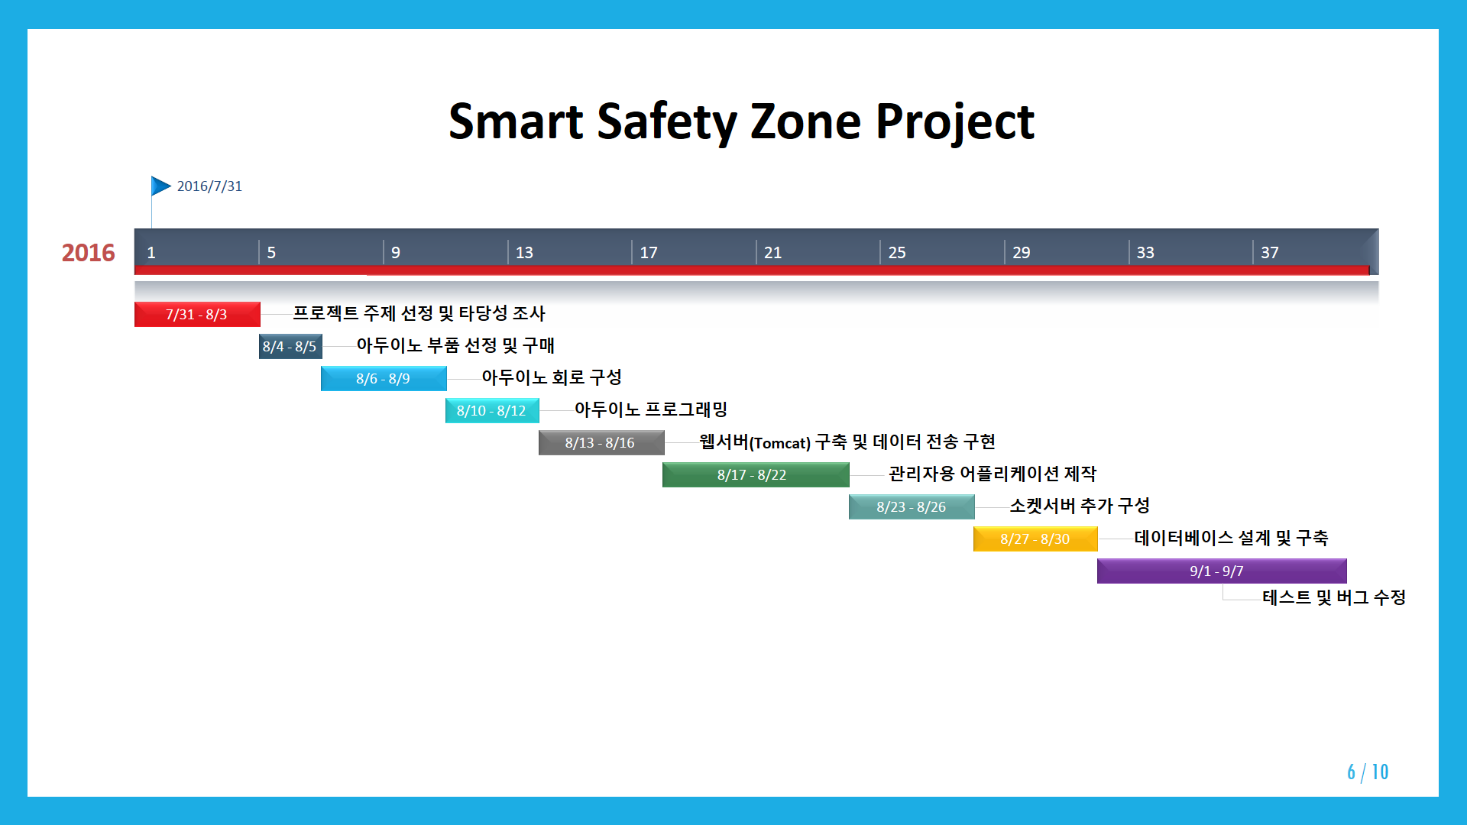 Smart Safety Zone Project
2016/7/31
2016
1 5 9 13 17 21 25 29 33 37
7/31 - 8/3 프로젝트 주제 선정 및 타당성 조사
8/4 - 8/5 아두이노 부품 선정 및 구매
8/6 - 8/9 아두이노 회로 구성
8/10 - 8/12 아두이노 프로그래밍
8/13 - 8/16 웹서버(Tomcat) 구축 및 데이터 전송 구현
8/17 - 8/22 관리자용 어플리케이션 제작
8/23 - 8/26 소켓서버 추가 구성
8/27 - 8/30 데이터베이스 설계 및 구축
9/1 - 9/7
테스트 및 버그 수정
6 / 10